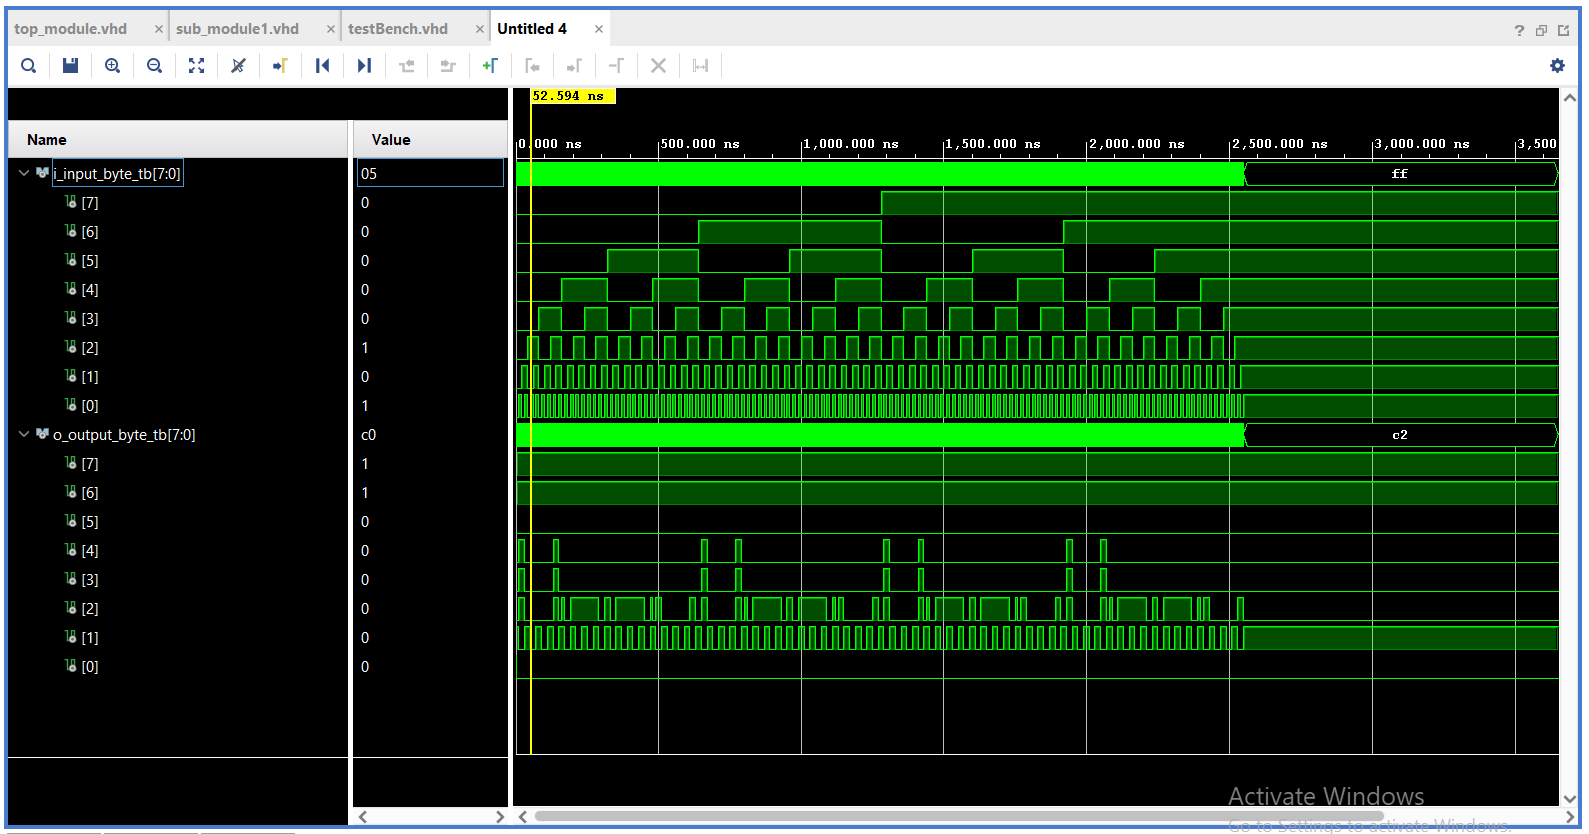 top_module.vhd × sub_module1.vhd × testBench.vhd × Untitled 4 ×
52.594 ns
Name Value
0.000 ns 500.000 ns 1,000.000 ns 1,500.000 ns 2,000.000 ns 2,500.000 ns 3,000.000 ns 3,500
i_input_byte_tb[7:0] 05 ff
[7] 0
[6] 0
[5] 0
[4] 0
[3] 0
[2] 1
[1] 0
[0] 1
o_output_byte_tb[7:0] c0 c2
[7] 1
[6] 1
[5] 0
[4] 0
[3] 0
[2] 0
[1] 0
[0] 0
Activate Windows
Go to Settings to activate Windows.